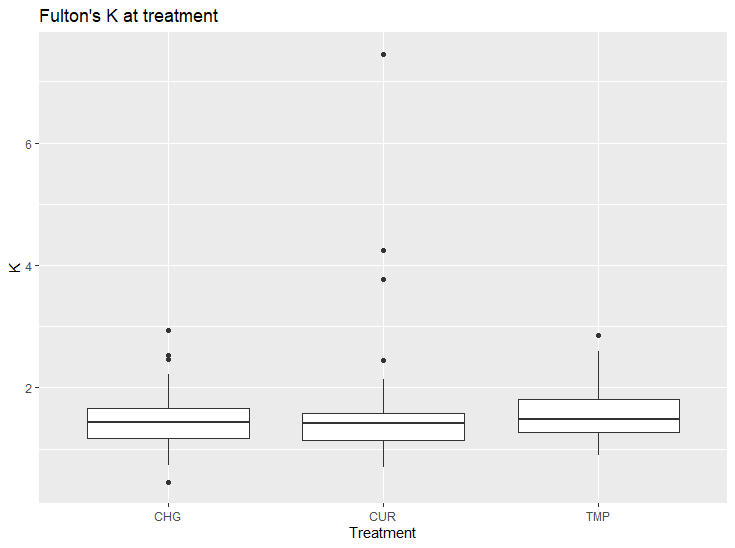 Fulton's K at treatment
6
4
2
K
CHG CUR TMP
Treatment